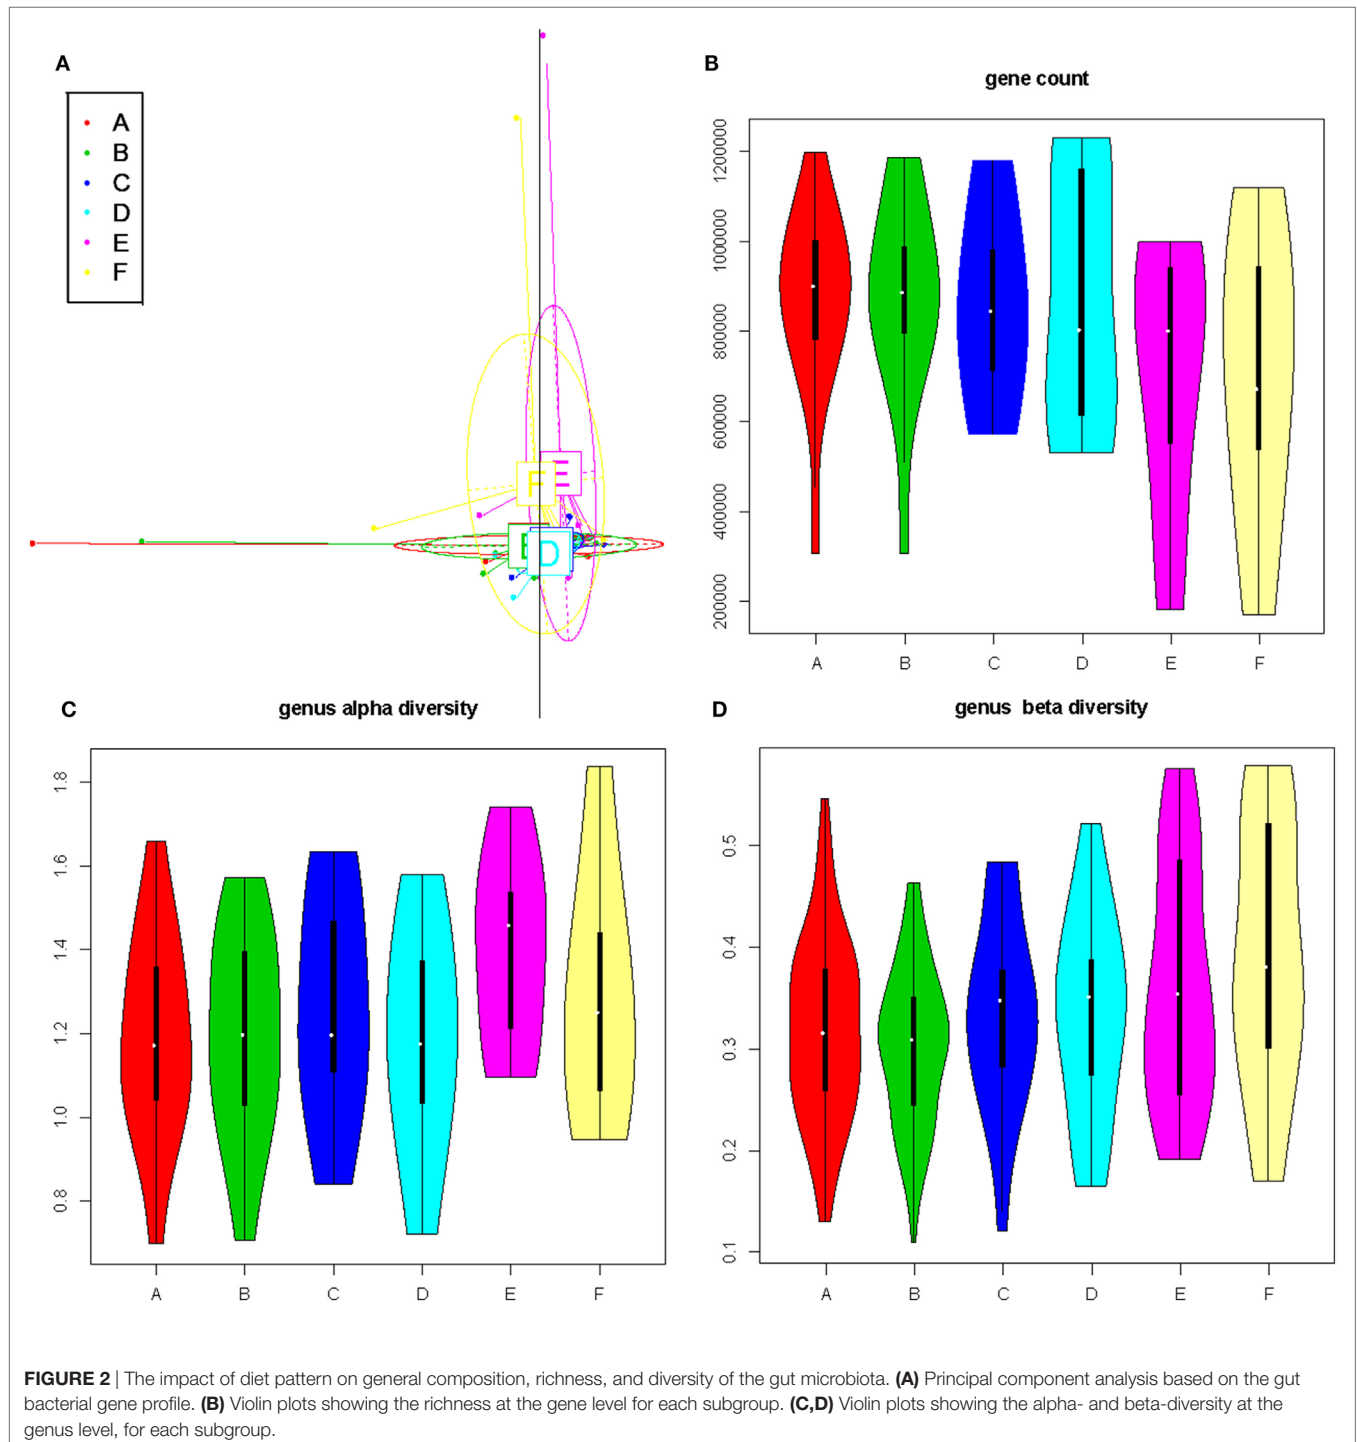 A
A
B
C
D
E
F
E
F
D
B
gene count
200000 400000 600000 800000 1000000 1200000
A B C D E F
C
genus alpha diversity
0.8 1.0 1.2 1.4 1.6 1.8
A B C D E F
D
genus beta diversity
0.1 0.2 0.3 0.4 0.5
A B C D E F
FIGURE 2 | The impact of diet pattern on general composition, richness, and diversity of the gut microbiota. (A) Principal component analysis based on the gut
bacterial gene profile. (B) Violin plots showing the richness at the gene level for each subgroup. (C,D) Violin plots showing the alpha- and beta-diversity at the
genus level, for each subgroup.